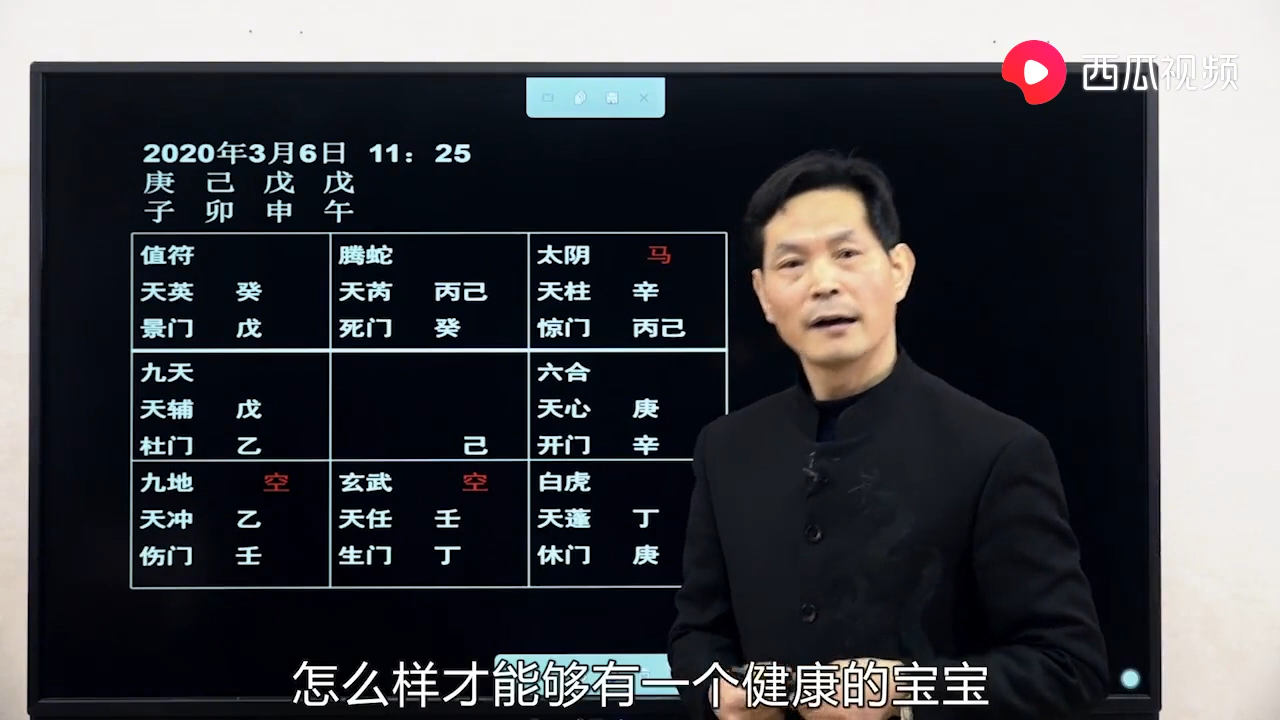 西瓜视频
2020年3月6日 11：25
庚 己 戊 戊
子 卯 申 午
值符 腾蛇 太阴 马
天英 癸 天芮 丙己 天柱 辛
景门 戊 死门 癸 惊门 丙己
九天 六合
天辅 戊 天心 庚
杜门 乙 己 开门 辛
九地 空 玄武 空 白虎
天冲 乙 天任 壬 天蓬 丁
伤门 壬 生门 丁 休门 庚
怎么样才能够有一个健康的宝宝